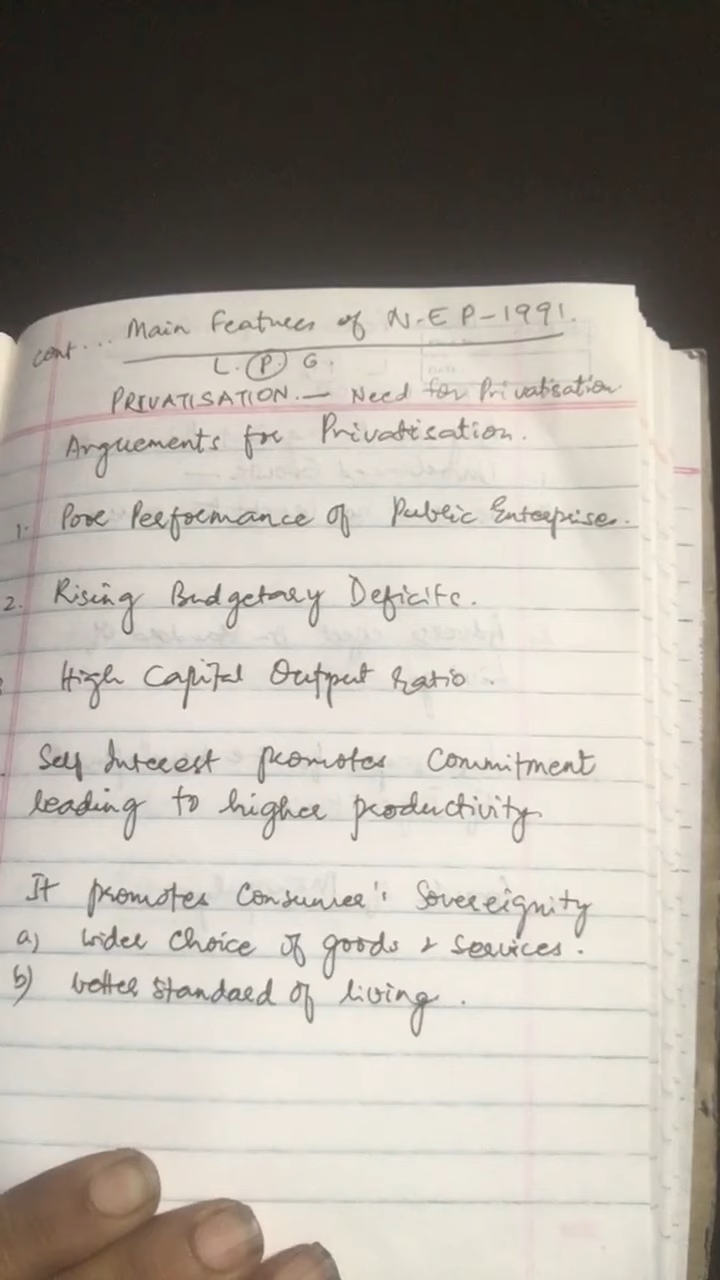 cont... Main Features of N.E P-1991.
L. P. G.
PRIVATISATION. — Need for Privatisation
Arguements for Privatisation.
1. Poor Performance of Public Enterprises.
2. Rising Budgetary Deficits.
High Capital Output Ratio.
Self Interest promotes Commitment
leading to higher productivity
It promotes Consumer's Sovereignity
a) wider choice of goods & services.
b) better standard of living.